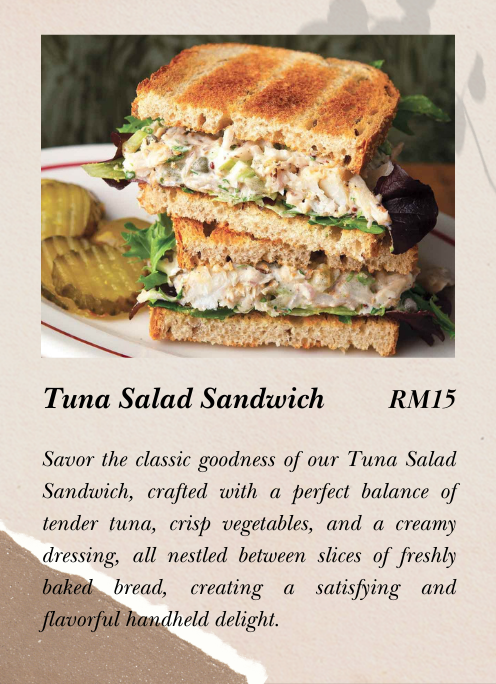 Tuna Salad Sandwich RM15
Savor the classic goodness of our Tuna Salad
Sandwich, crafted with a perfect balance of
tender tuna, crisp vegetables, and a creamy
dressing, all nestled between slices of freshly
baked bread, creating a satisfying and
flavorful handheld delight.